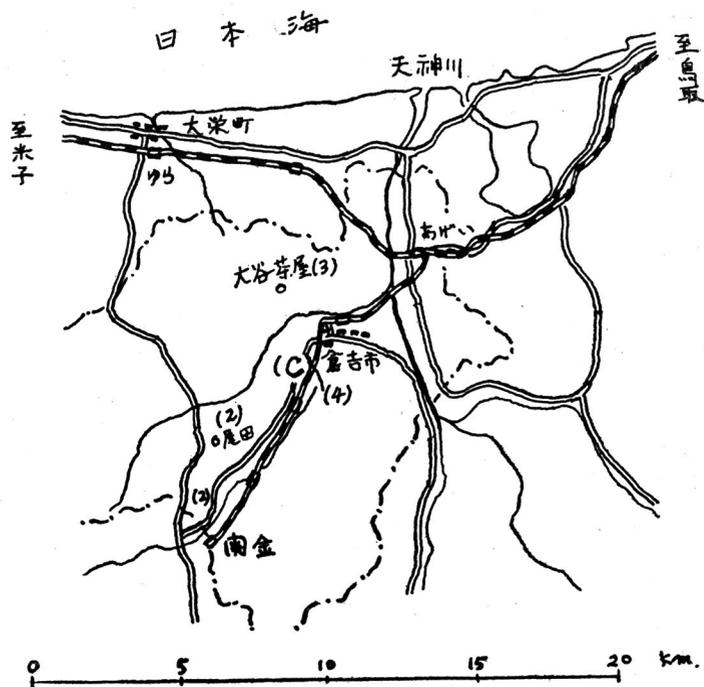 日本海
天神川
至鳥取
至米子
大栄町
ゆら
あげい
大谷茶屋(3)
倉吉市
(C
(4)
(2)
尾田
(2)
関金
0 5 10 15 20 km.